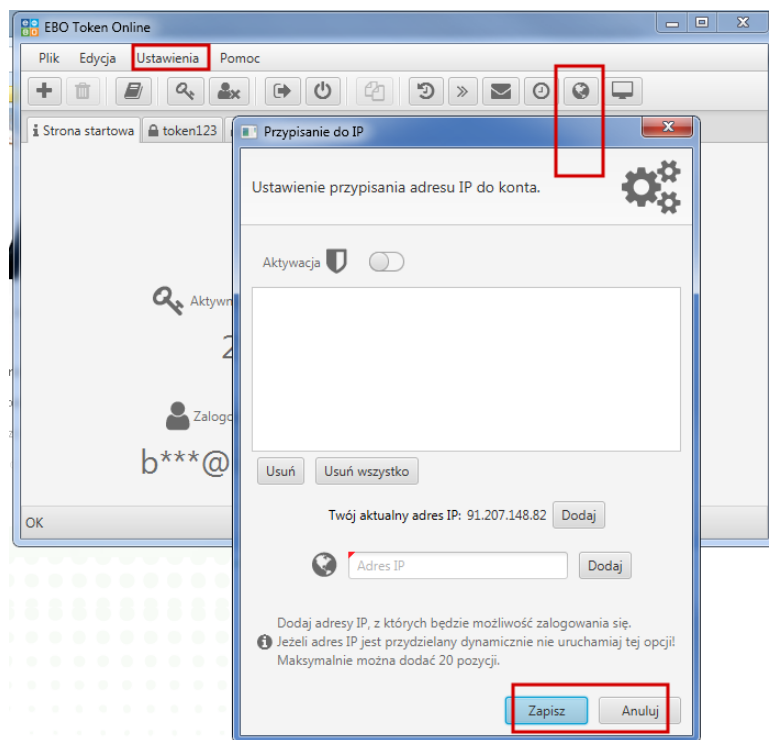 EBO Token Online
Plik Edycja Ustawienia Pomoc
Strona startowa token123
Przypisanie do IP
Ustawienie przypisania adresu IP do konta.
Aktywacja
2
b***@
OK
Usuń Usuń wszystko
Twój aktualny adres IP: 91.207.148.82 Dodaj
Adres IP Dodaj
Dodaj adresy IP, z których będzie możliwość zalogowania się.
Jeżeli adres IP jest przydzielany dynamicznie nie uruchamiaj tej opcji!
Maksymalnie można dodać 20 pozycji.
Zapisz Anuluj